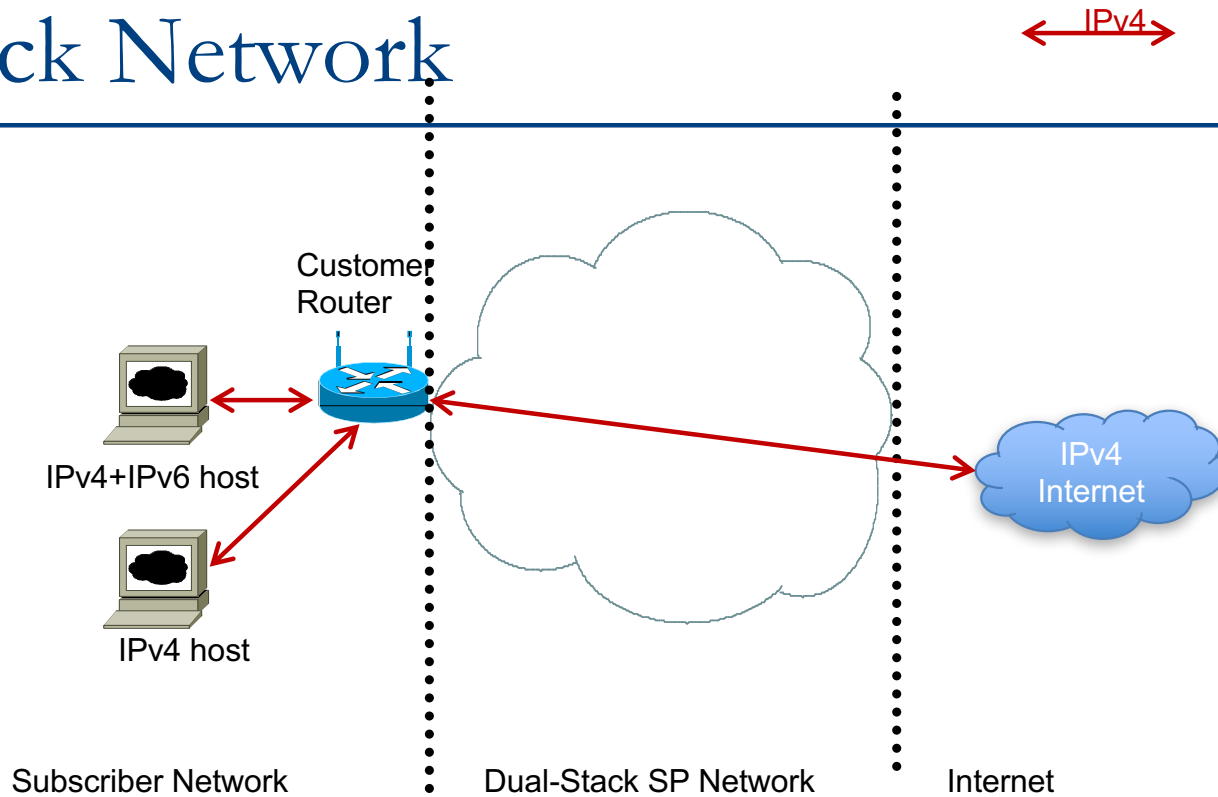 ck Network
IPv4
Customer
Router
IPv4+IPv6 host
IPv4 host
IPv4
Internet
Subscriber Network
Dual-Stack SP Network
Internet